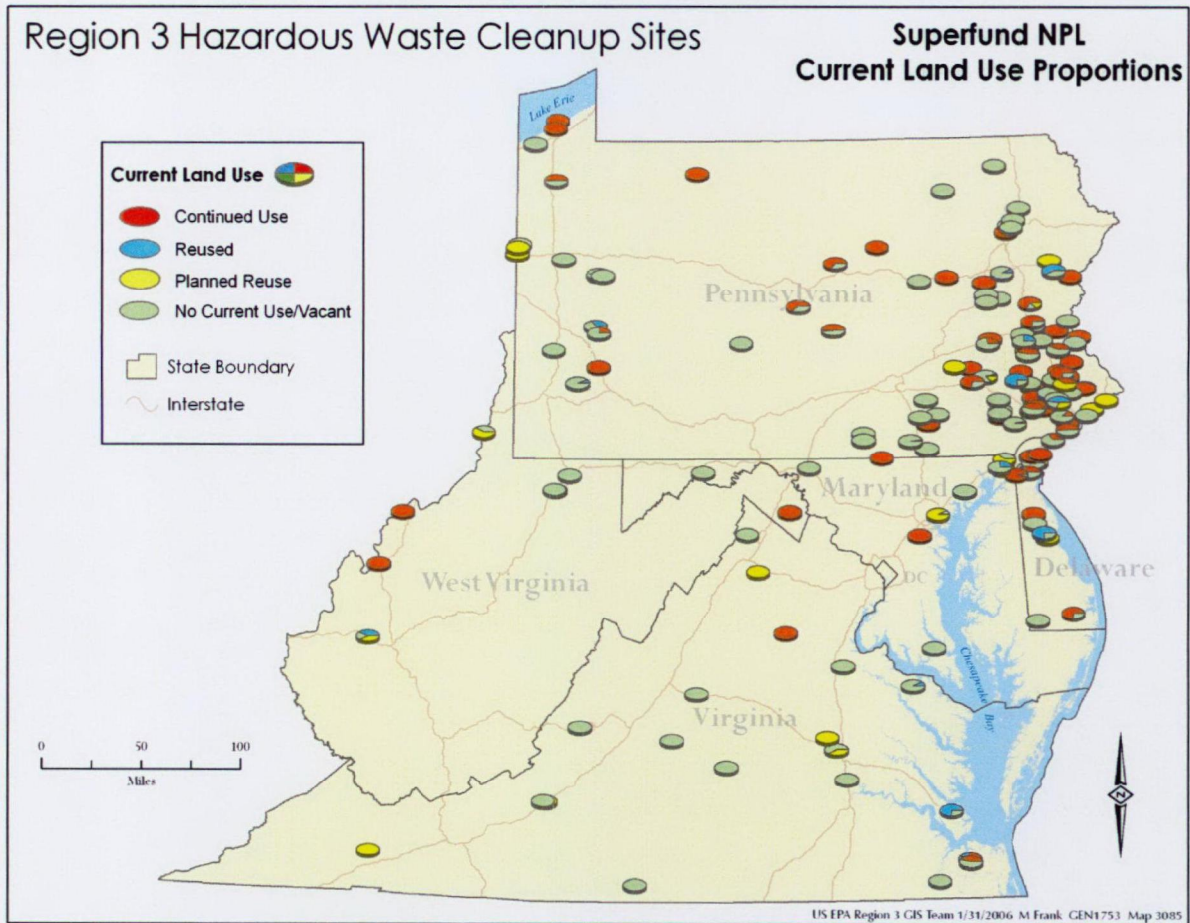 Region 3 Hazardous Waste Cleanup Sites
Superfund NPL
Current Land Use Proportions
Lake Erie
Current Land Use
Continued Use
Reused
Planned Reuse
No Current Use/Vacant
State Boundary
Interstate
Pennsylvania
Maryland
West Virginia
DC
Delaware
Chesapeake Bay
Virginia
0 50 100
Miles
N
US EPA Region 3 GIS Team 1/31/2006 M Frank GEN1753 Map 3085